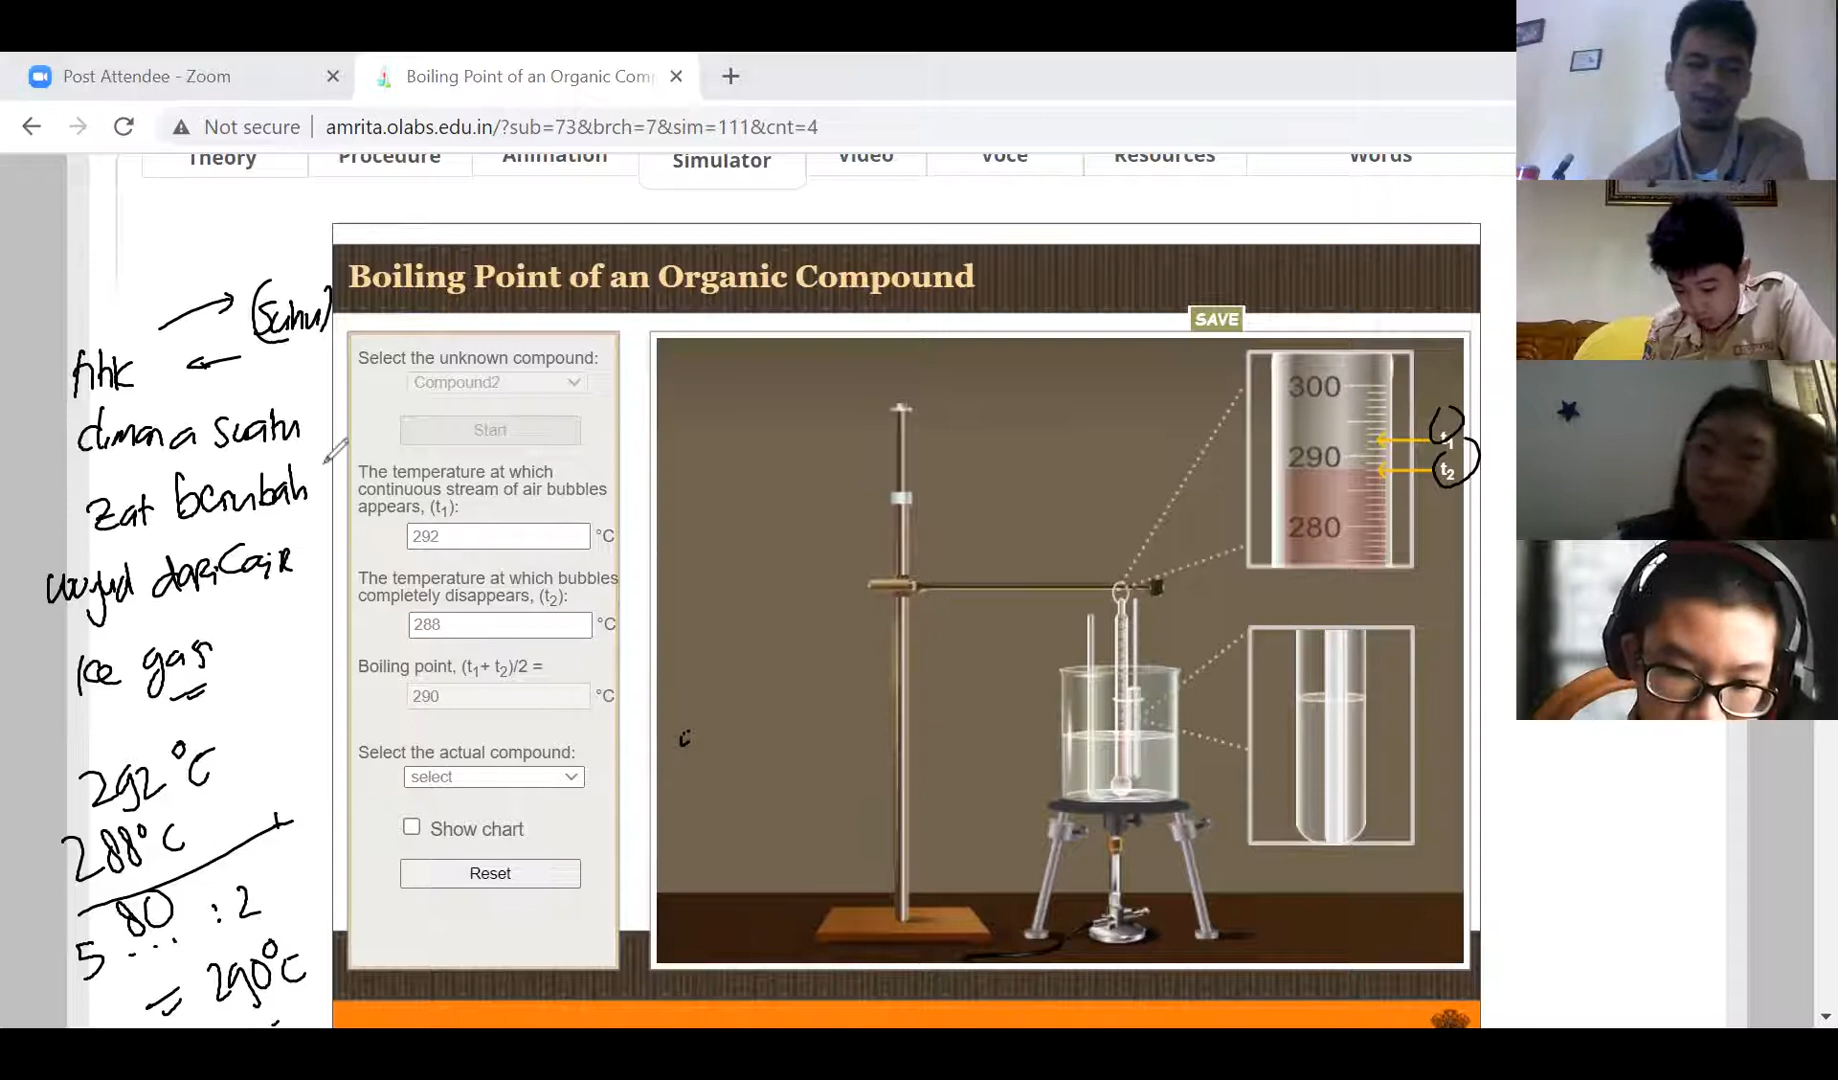 Post Attendee - Zoom
Boiling Point of an Organic Com
Not secure
amrita.olabs.edu.in/?sub=73&brch=7&sim=111&cnt=4
Theory
Procedure
Animation
Simulator
Video
Resources
Words
Boiling Point of an Organic Compound
SAVE
Select the unknown compound:
Compound2
Start
The temperature at which
continuous stream of air bubbles
appears, (t1):
292 °C
The temperature at which bubbles
completely disappears, (t2):
288 °C
Boiling point, (t1+ t2)/2 =
290 °C
Select the actual compound:
select
Show chart
Reset
300
290
280
t1
t2
(Suhu)
dimana suatu
zat berubah
wujud dari Cair
ke gas
292°C
288°C
580 : 2
= 290°C